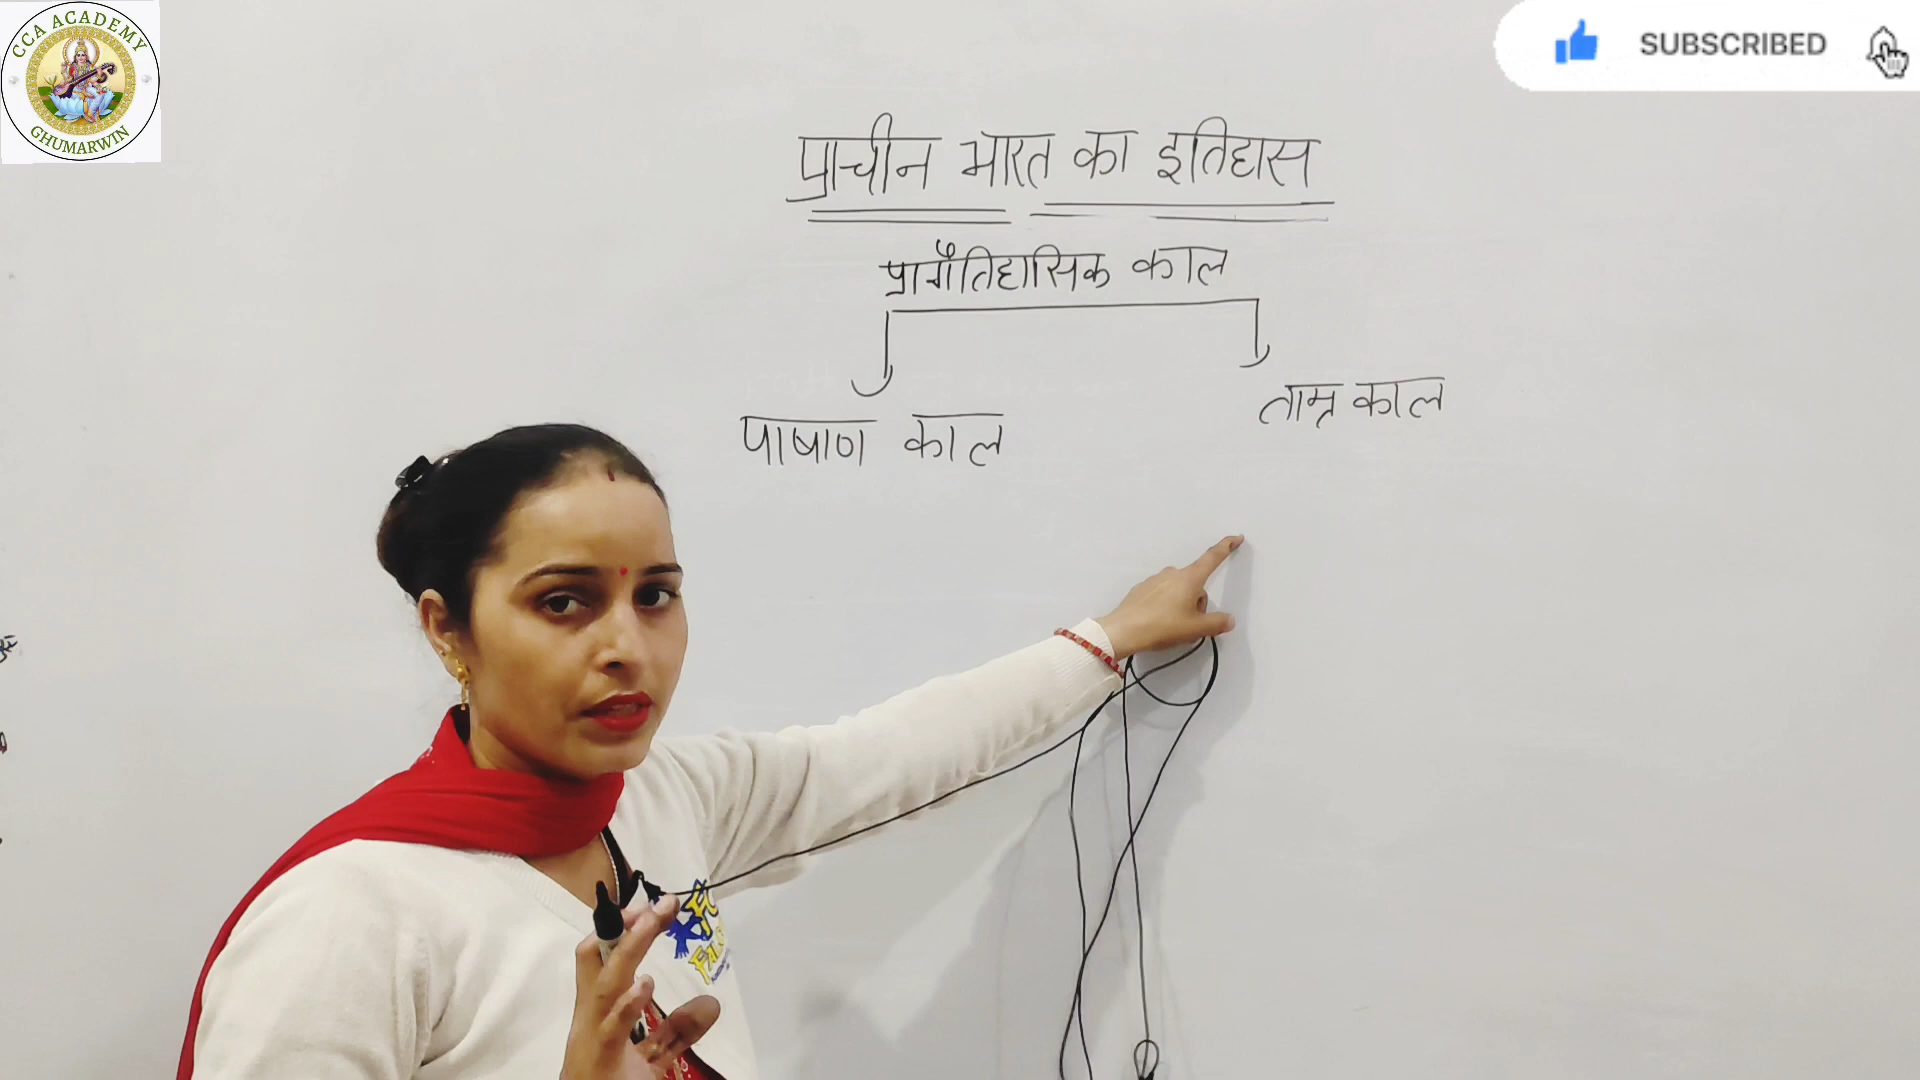 CCA ACADEMY
GHUMARWIN
SUBSCRIBED
प्राचीन भारत का इतिहास
प्रागैतिहासिक काल
ताम्र काल
पाषाण काल